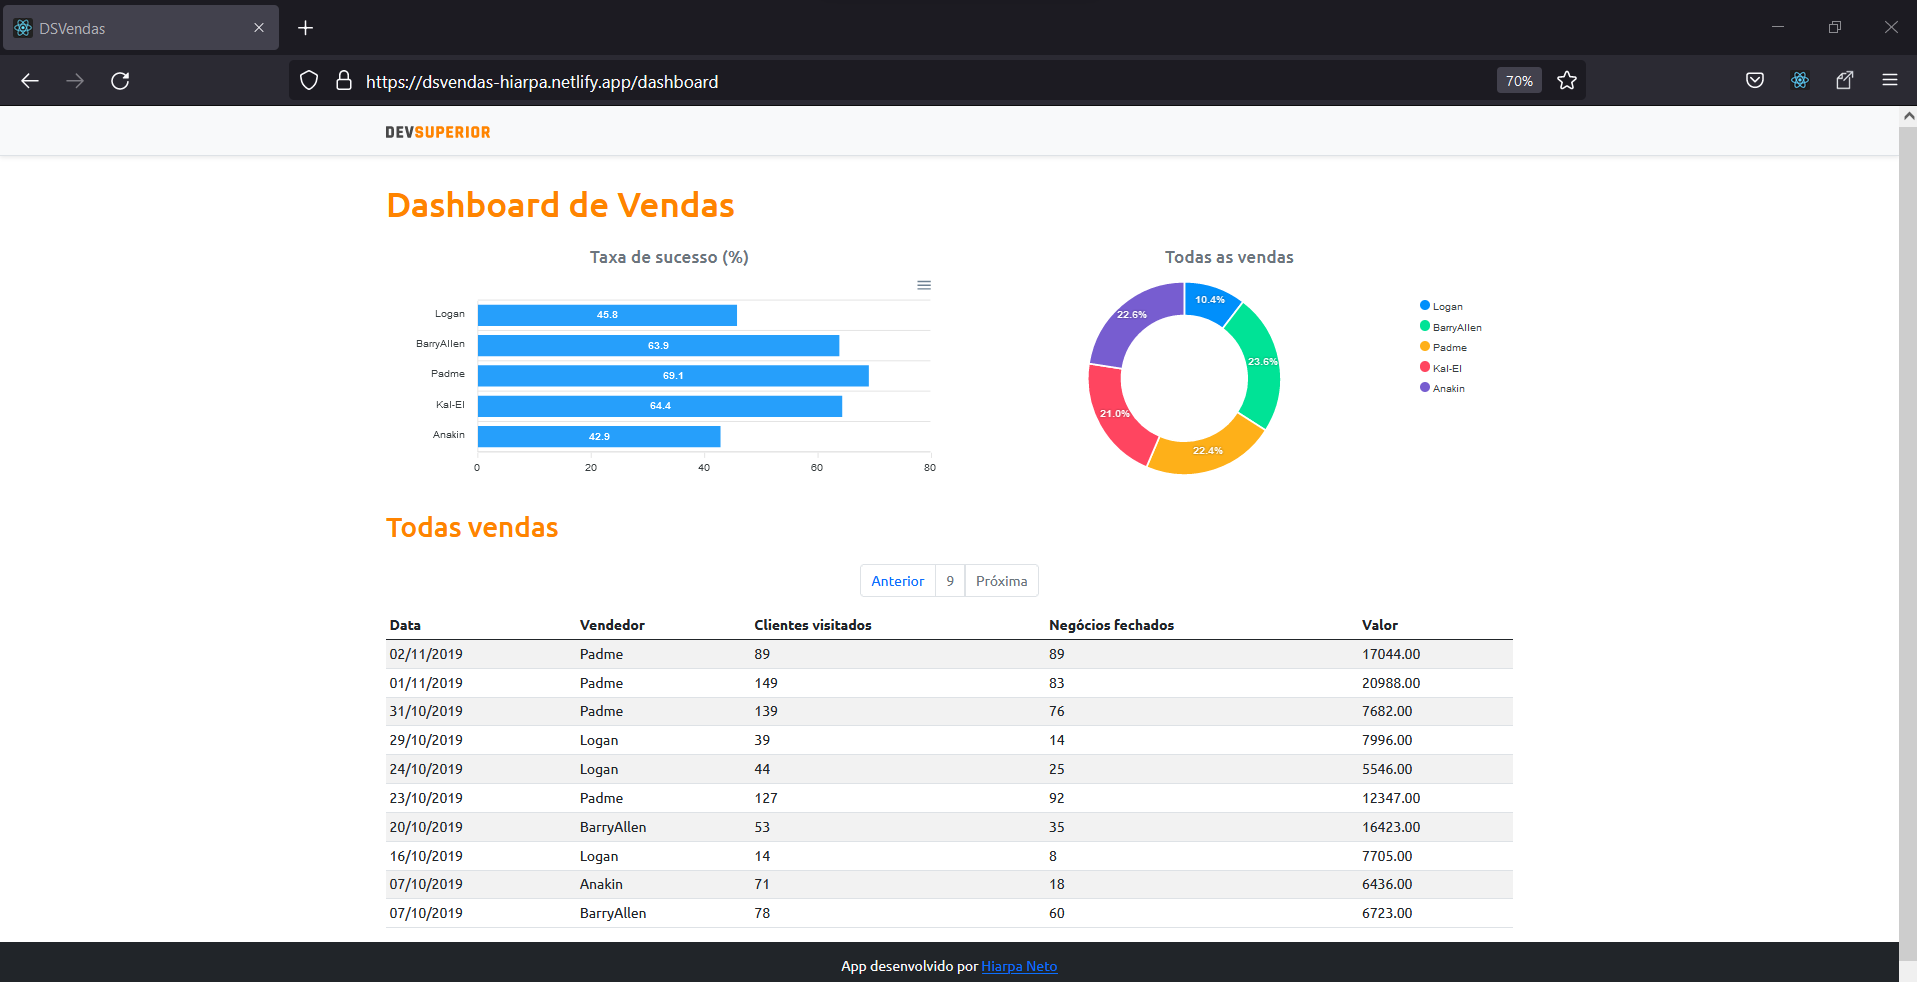 DSVendas
https://dsvendas-hiarpa.netlify.app/dashboard
70%
DEVSUPERIOR
Dashboard de Vendas
Taxa de sucesso (%)
Logan
45.8
BarryAllen
63.9
Padme
69.1
Kal-El
64.4
Anakin
42.9
0 20 40 60 80
Todas as vendas
10.4%
23.6%
22.4%
21.0%
22.6%
Logan
BarryAllen
Padme
Kal-El
Anakin
Todas vendas
Anterior 9 Próxima
Data Vendedor Clientes visitados Negócios fechados Valor
02/11/2019 Padme 89 89 17044.00
01/11/2019 Padme 149 83 20988.00
31/10/2019 Padme 139 76 7682.00
29/10/2019 Logan 39 14 7996.00
24/10/2019 Logan 44 25 5546.00
23/10/2019 Padme 127 92 12347.00
20/10/2019 BarryAllen 53 35 16423.00
16/10/2019 Logan 14 8 7705.00
07/10/2019 Anakin 71 18 6436.00
07/10/2019 BarryAllen 78 60 6723.00
App desenvolvido por Hiarpa Neto